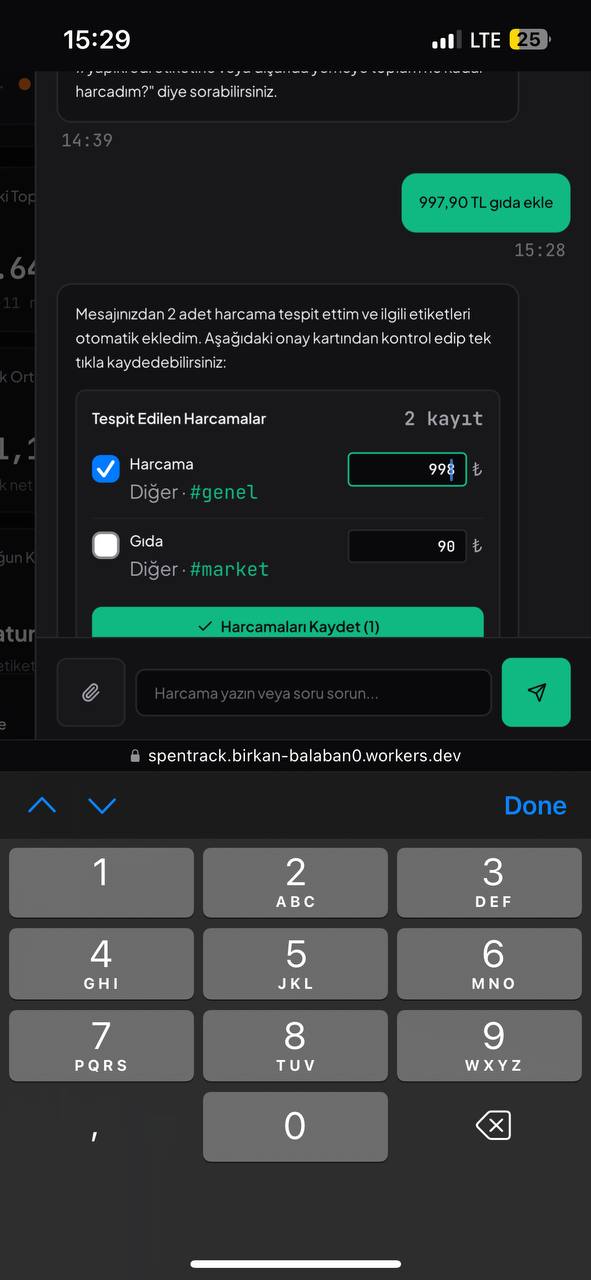 15:29
LTE
25
harcadım?" diye sorabilirsiniz.
14:39
997,90 TL gıda ekle
15:28
Mesajınızdan 2 adet harcama tespit ettim ve ilgili etiketleri
otomatik ekledim. Aşağıdaki onay kartından kontrol edip tek
tıkla kaydedebilirsiniz:
Tespit Edilen Harcamalar
2 kayıt
Harcama
998 ₺
Diğer · #genel
Gıda
90 ₺
Diğer · #market
Harcamaları Kaydet (1)
Harcama yazın veya soru sorun...
spentrack.birkan-balaban0.workers.dev
Done
1
2
ABC
3
DEF
4
GHI
5
JKL
6
MNO
7
PQRS
8
TUV
9
WXYZ
,
0